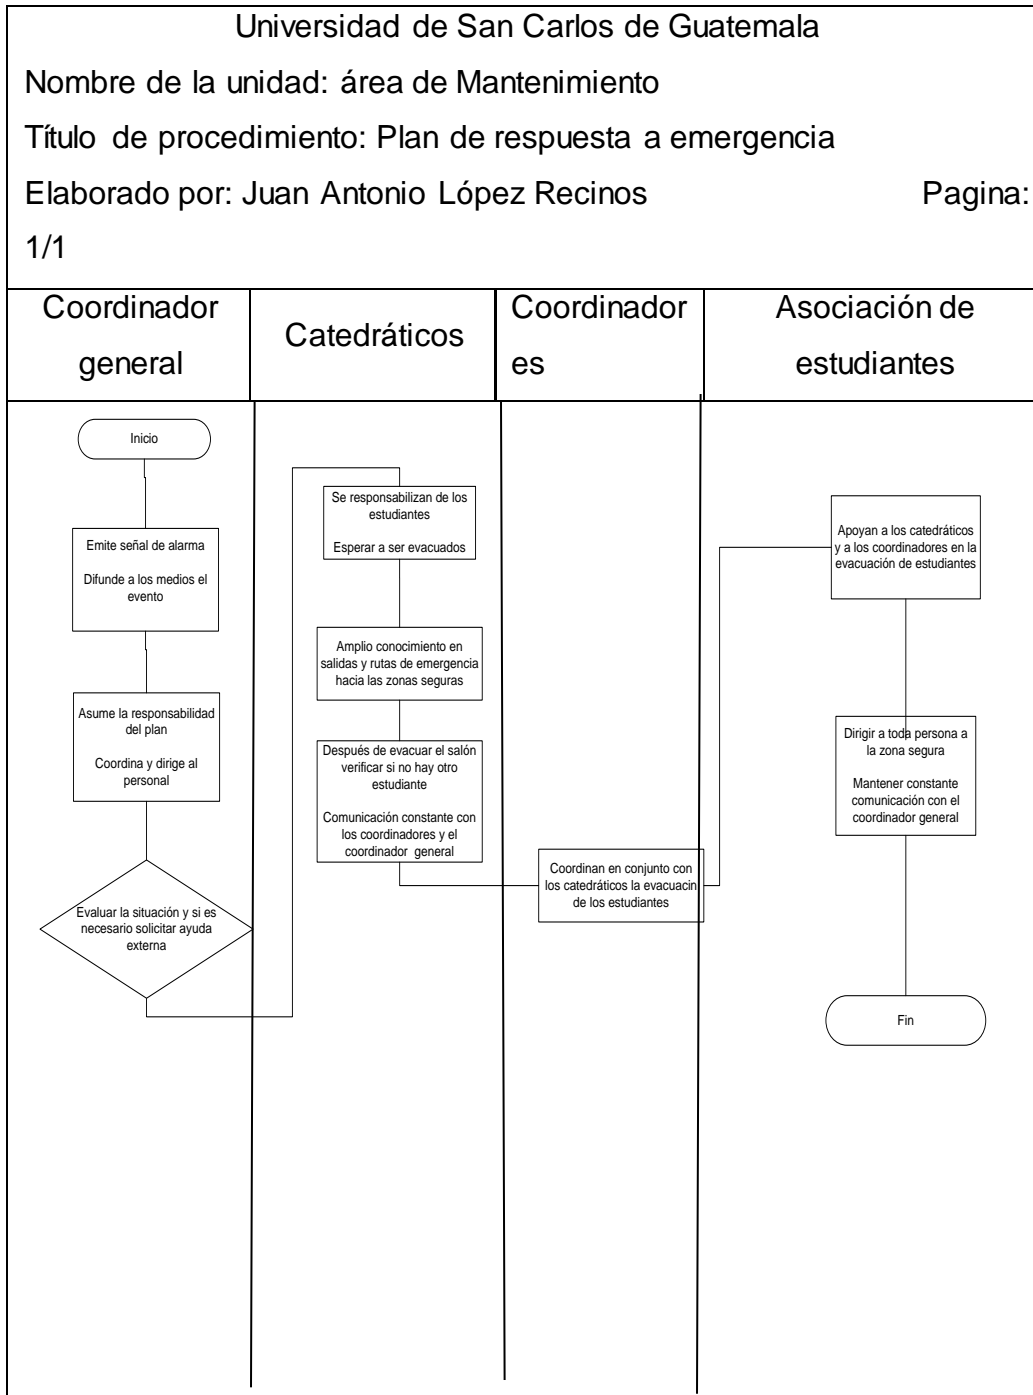 Universidad de San Carlos de Guatemala
Nombre de la unidad: área de Mantenimiento
Título de procedimiento: Plan de respuesta a emergencia
Elaborado por: Juan Antonio López Recinos Pagina:
1/1
Coordinador
general
Catedráticos
Coordinador
es
Asociación de
estudiantes
Inicio
Emite señal de alarma
Difunde a los medios el
evento
Asume la responsabilidad
del plan
Coordina y dirige al
personal
Evaluar la situación y si es
necesario solicitar ayuda
externa
Se responsabilizan de los
estudiantes
Esperar a ser evacuados
Amplio conocimiento en
salidas y rutas de emergencia
hacia las zonas seguras
Después de evacuar el salón
verificar si no hay otro
estudiante
Comunicación constante con
los coordinadores y el
coordinador general
Coordinan en conjunto con
los catedráticos la evacuacin
de los estudiantes
Apoyan a los catedráticos
y a los coordinadores en la
evacuación de estudiantes
Dirigir a toda persona a
la zona segura
Mantener constante
comunicación con el
coordinador general
Fin